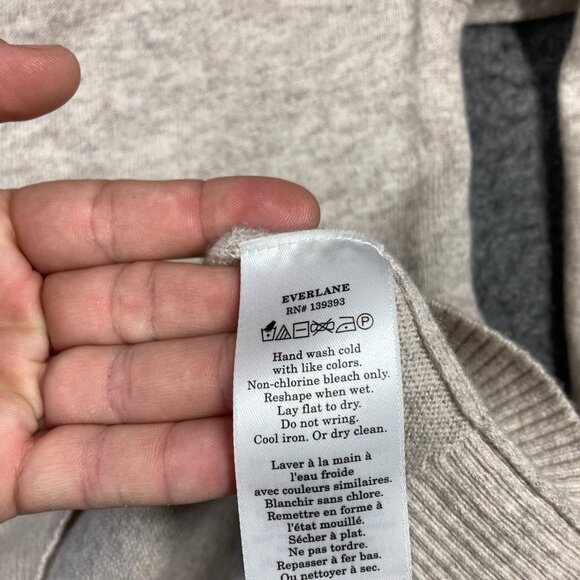 EVERLANE
RN# 139393
P
Hand wash cold
with like colors.
Non-chlorine bleach only.
Reshape when wet.
Lay flat to dry.
Do not wring.
Cool iron. Or dry clean.
Laver à la main à
l'eau froide
avec couleurs similaires.
Blanchir sans chlore.
Remettre en forme à
l'état mouillé.
Sécher à plat.
Ne pas tordre.
Repasser à fer bas.
Ou nettoyer à sec.